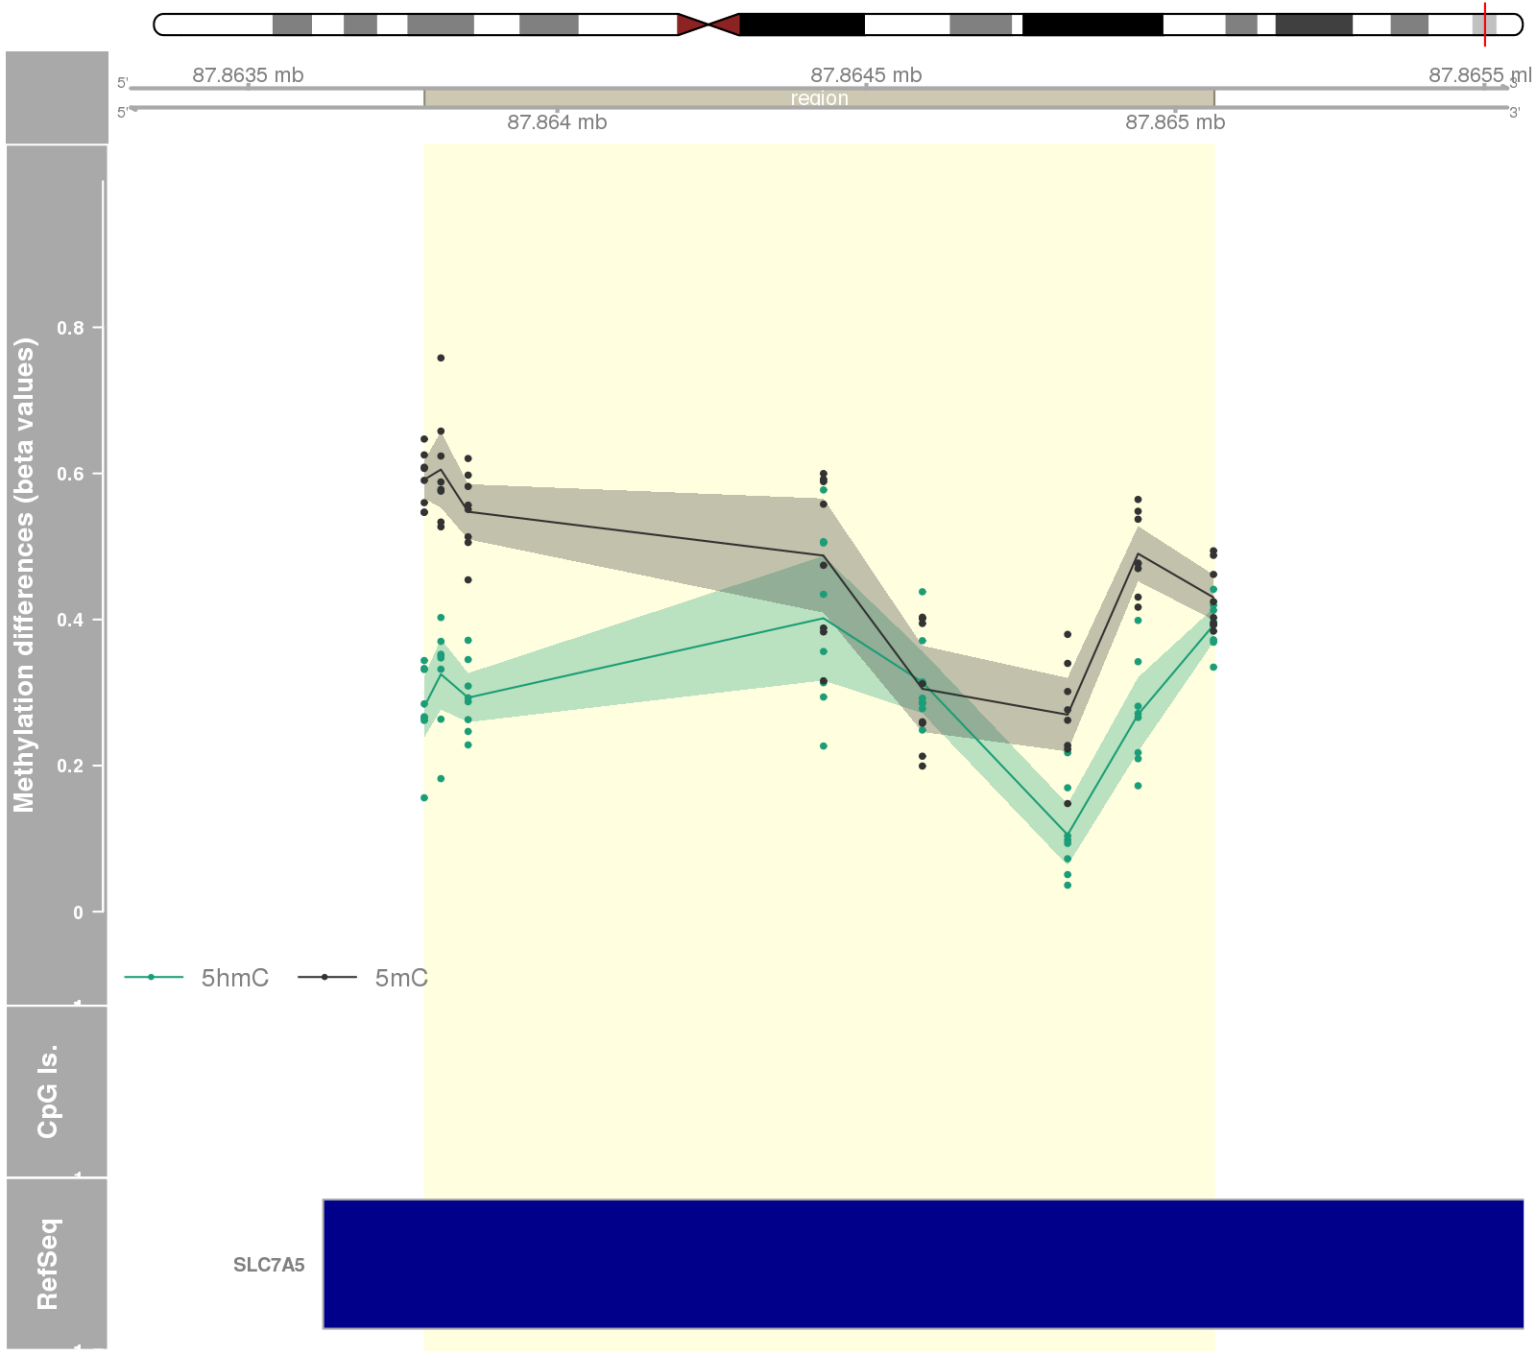 87.8635 mb
87.8645 mb
87.8655 ml
5'
3'
region
5'
3'
87.864 mb
87.865 mb
Methylation differences (beta values)
0.8
0.6
0.4
0.2
0
5hmC
5mC
CpG Is.
RefSeq
SLC7A5